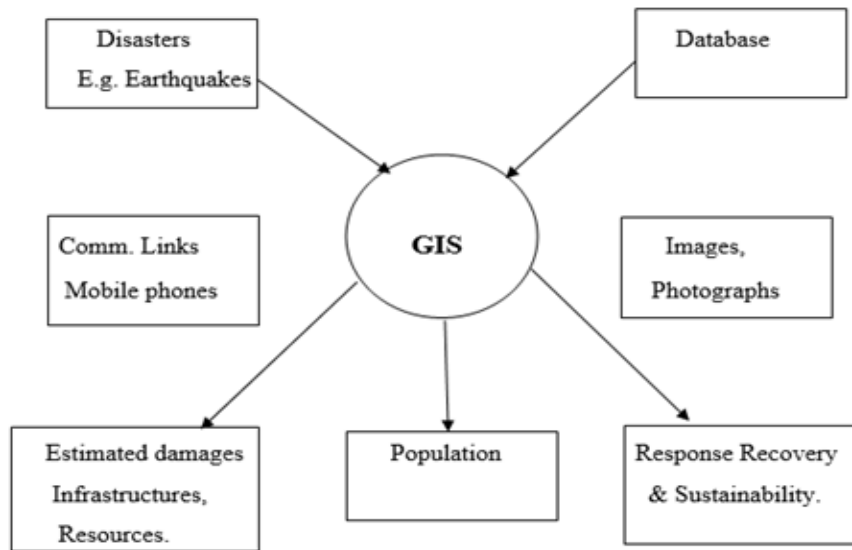 Disasters
E.g. Earthquakes
Database
Comm. Links
Mobile phones
GIS
Images,
Photographs
Estimated damages
Infrastructures,
Resources.
Population
Response Recovery
& Sustainability.